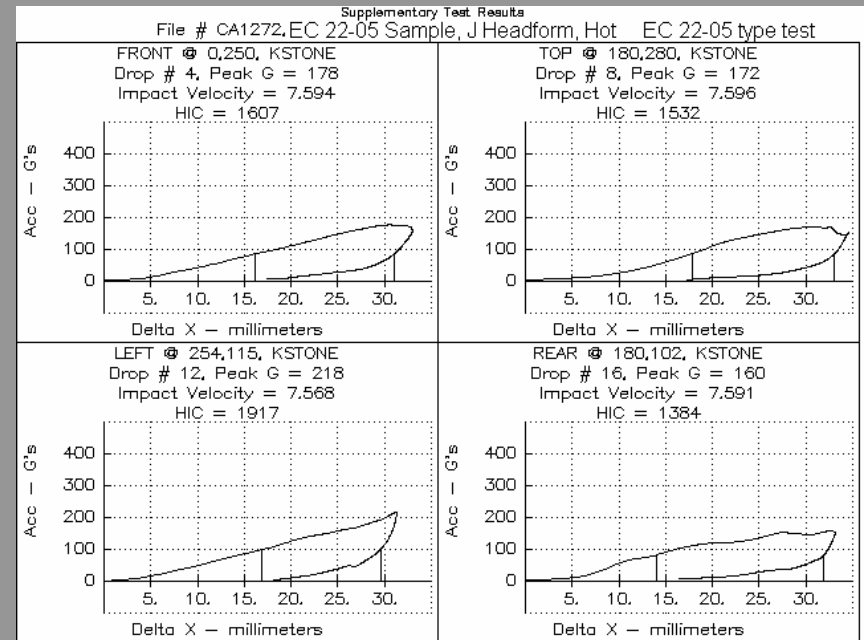 Supplementary Test Results
File # CA1272, EC 22-05 Sample, J Headform, Hot EC 22-05 type test
FRONT @ 0,250, KSTONE
Drop # 4, Peak G = 178
Impact Velocity = 7.594
HIC = 1607
Acc – G's
400
300
200
100
0
5. 10. 15. 20. 25. 30.
Delta X – millimeters
TOP @ 180,280, KSTONE
Drop # 8, Peak G = 172
Impact Velocity = 7.596
HIC = 1532
Acc – G's
400
300
200
100
0
5. 10. 15. 20. 25. 30.
Delta X – millimeters
LEFT @ 254,115, KSTONE
Drop # 12, Peak G = 218
Impact Velocity = 7.568
HIC = 1917
Acc – G's
400
300
200
100
0
5. 10. 15. 20. 25. 30.
Delta X – millimeters
REAR @ 180,102, KSTONE
Drop # 16, Peak G = 160
Impact Velocity = 7.591
HIC = 1384
Acc – G's
400
300
200
100
0
5. 10. 15. 20. 25. 30.
Delta X – millimeters